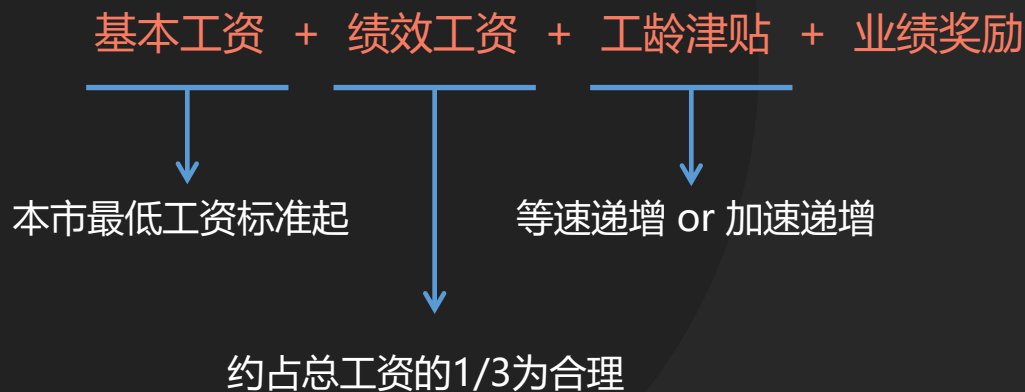 基本工资 + 绩效工资 + 工龄津贴 + 业绩奖励
本市最低工资标准起 等速递增 or 加速递增
约占总工资的1/3为合理